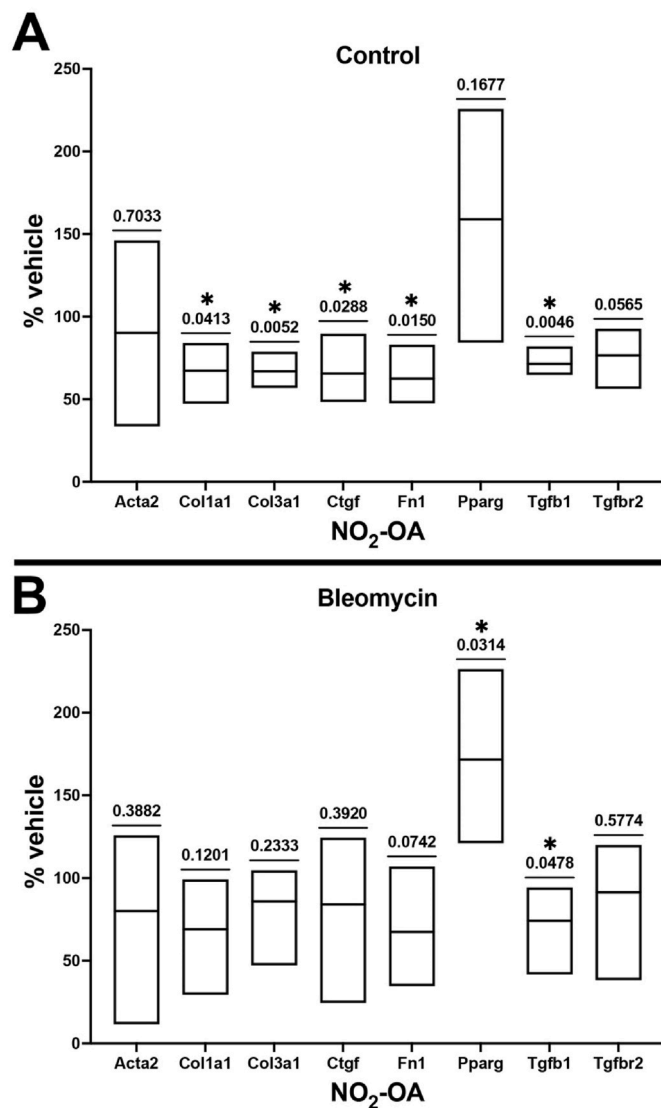 A
Control
250
200
150
100
50
0
% vehicle
0.7033
* 0.0413
* 0.0052
* 0.0288
* 0.0150
0.1677
* 0.0046
0.0565
Acta2 Col1a1 Col3a1 Ctgf Fn1 Pparg Tgfb1 Tgfbr2
NO2-OA
B
Bleomycin
250
200
150
100
50
0
% vehicle
0.3882
0.1201
0.2333
0.3920
0.0742
* 0.0314
* 0.0478
0.5774
Acta2 Col1a1 Col3a1 Ctgf Fn1 Pparg Tgfb1 Tgfbr2
NO2-OA